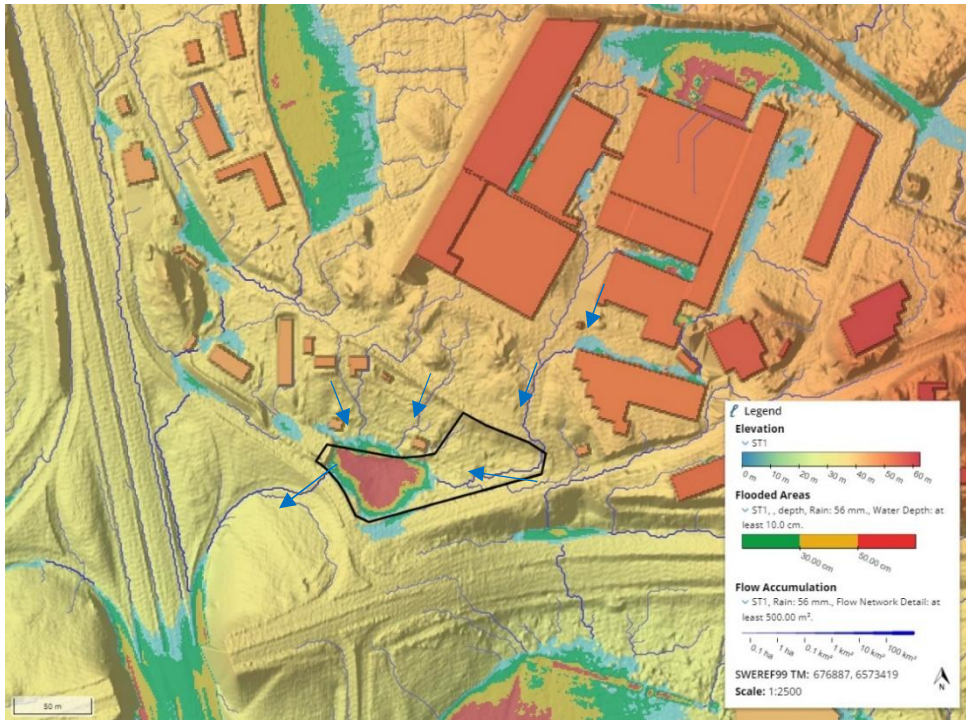 Legend
Elevation
ST1
0 m
10 m
20 m
30 m
40 m
50 m
60 m
Flooded Areas
ST1, , depth, Rain: 56 mm., Water Depth: at
least 10.0 cm.
30.00 cm
50.00 cm
Flow Accumulation
ST1, Rain: 56 mm., Flow Network Detail: at
least 500.00 m².
0.1 ha
1 ha
0.1 km²
1 km²
10 km²
100 km²
SWEREF99 TM: 676887, 6573419
Scale: 1:2500
N
50 m